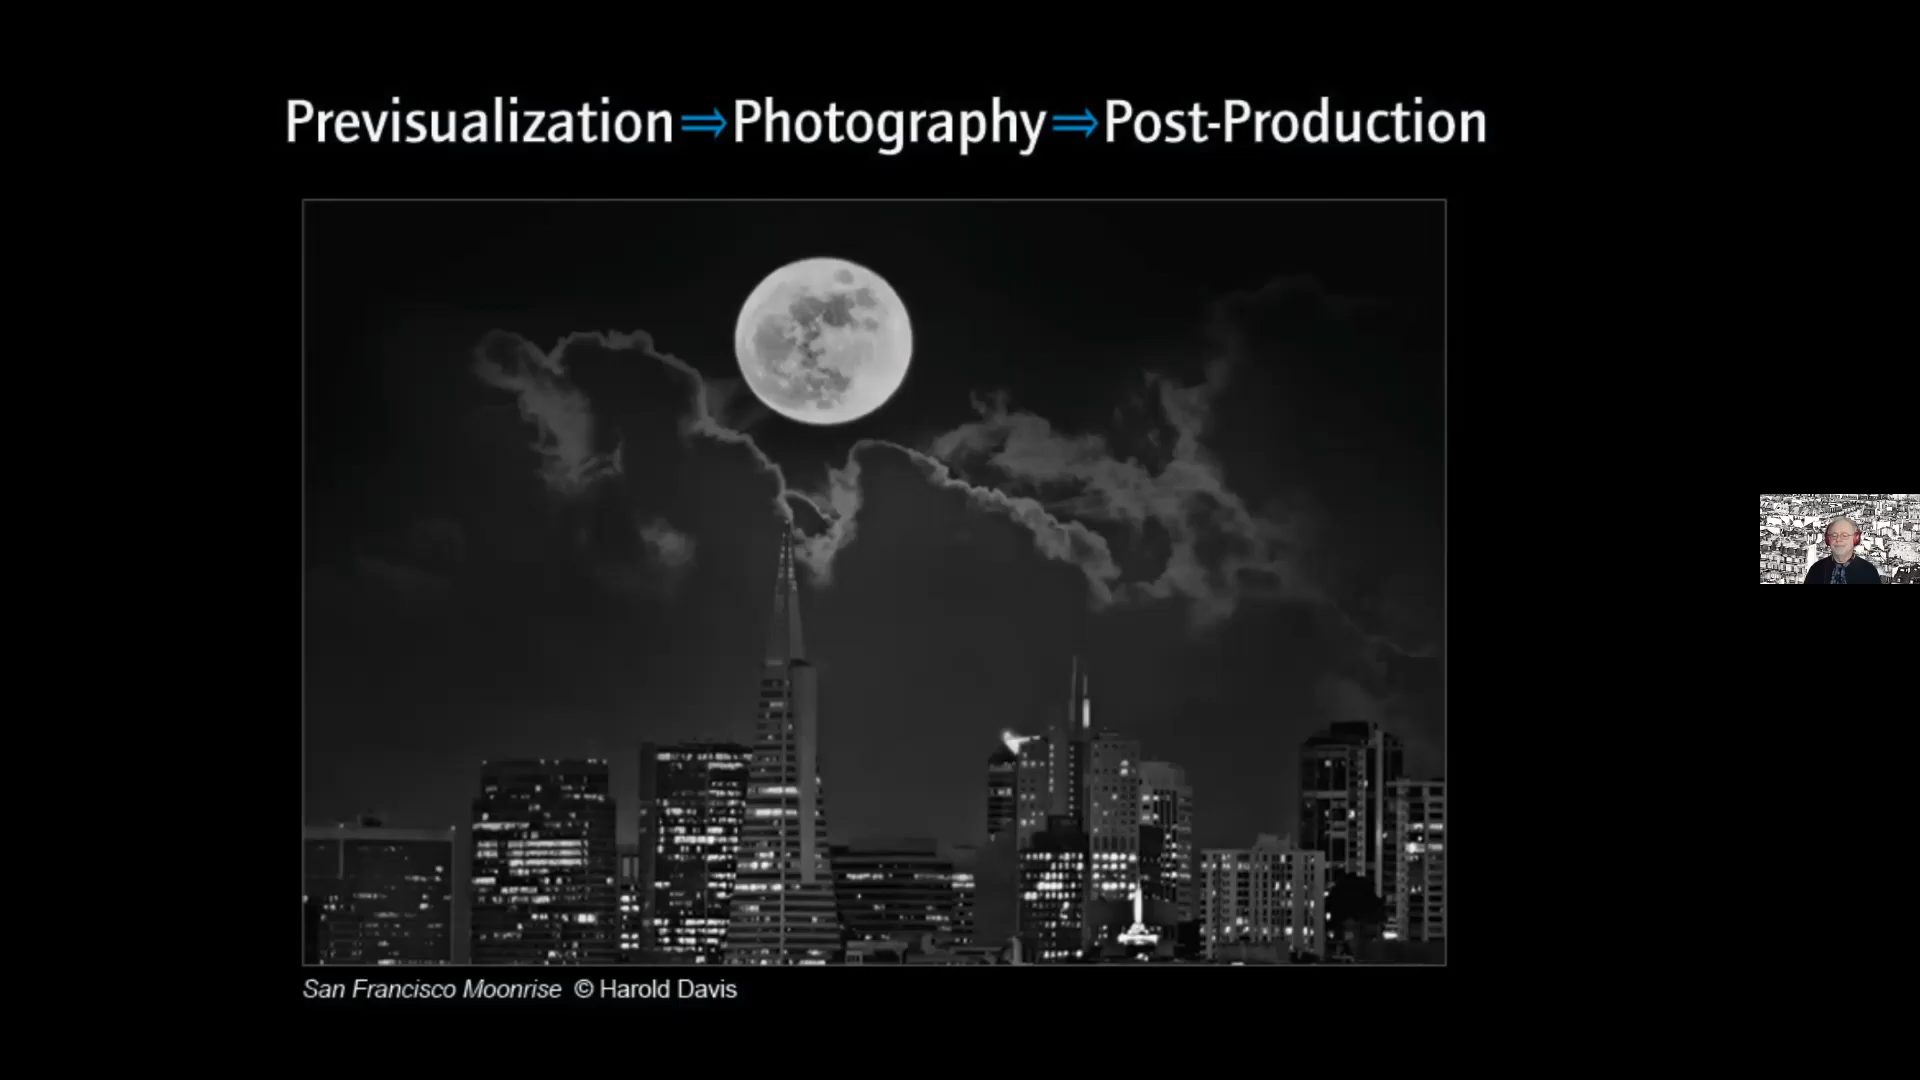 Previsualization⇒Photography⇒Post-Production
San Francisco Moonrise © Harold Davis